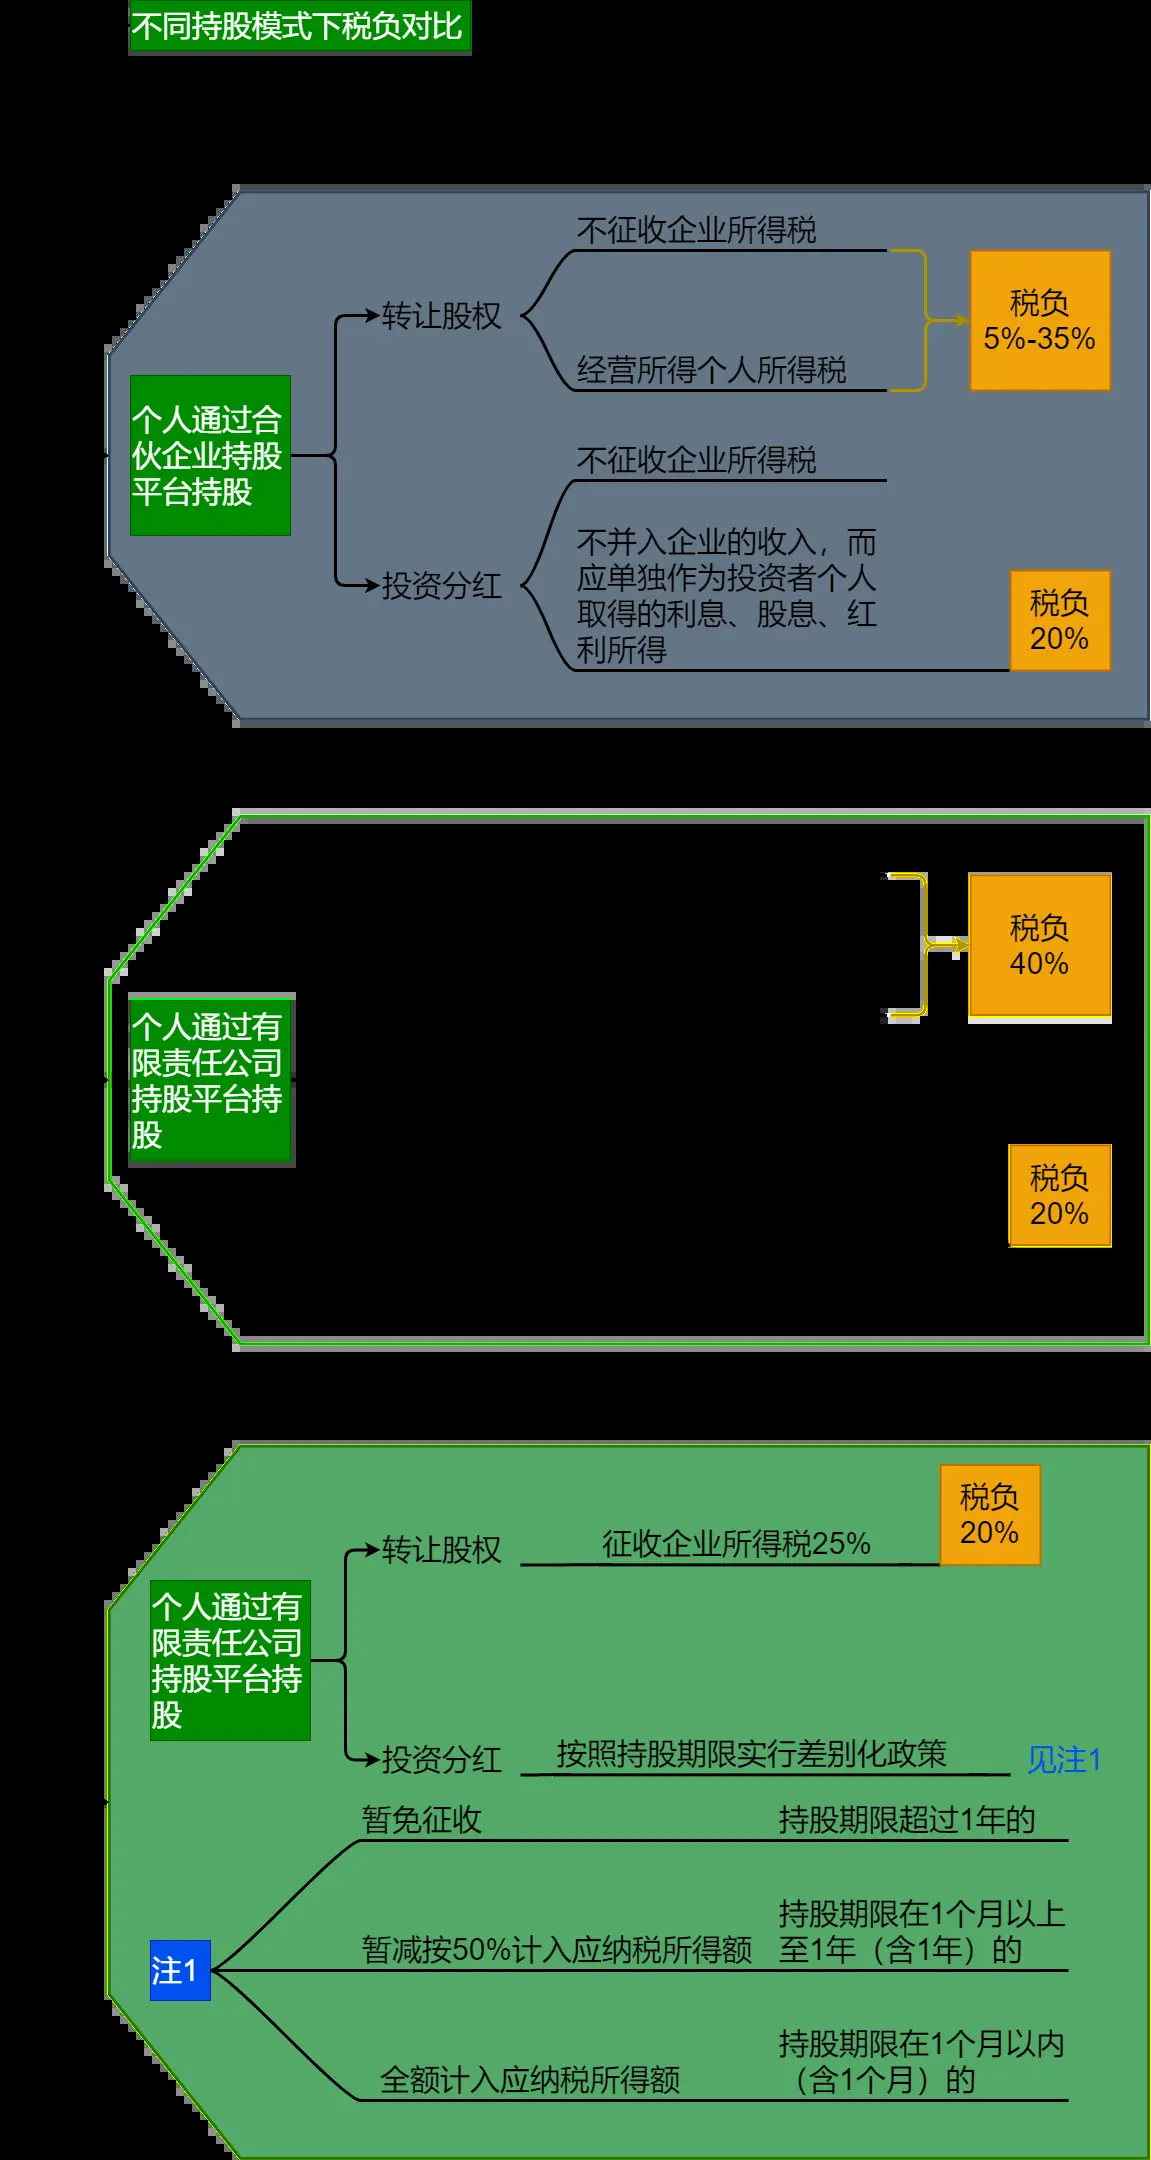 不同持股模式下税负对比
不征收企业所得税
转让股权
税负
5%-35%
经营所得个人所得税
个人通过合
伙企业持股
平台持股
不征收企业所得税
投资分红
不并入企业的收入，而
应单独作为投资者个人
取得的利息、股息、红
利所得
税负
20%
税负
40%
个人通过有
限责任公司
持股平台持
股
税负
20%
税负
20%
转让股权
征收企业所得税25%
个人通过有
限责任公司
持股平台持
股
投资分红
按照持股期限实行差别化政策
见注1
暂免征收
持股期限超过1年的
注1
暂减按50%计入应纳税所得额
持股期限在1个月以上
至1年（含1年）的
全额计入应纳税所得额
持股期限在1个月以内
（含1个月）的